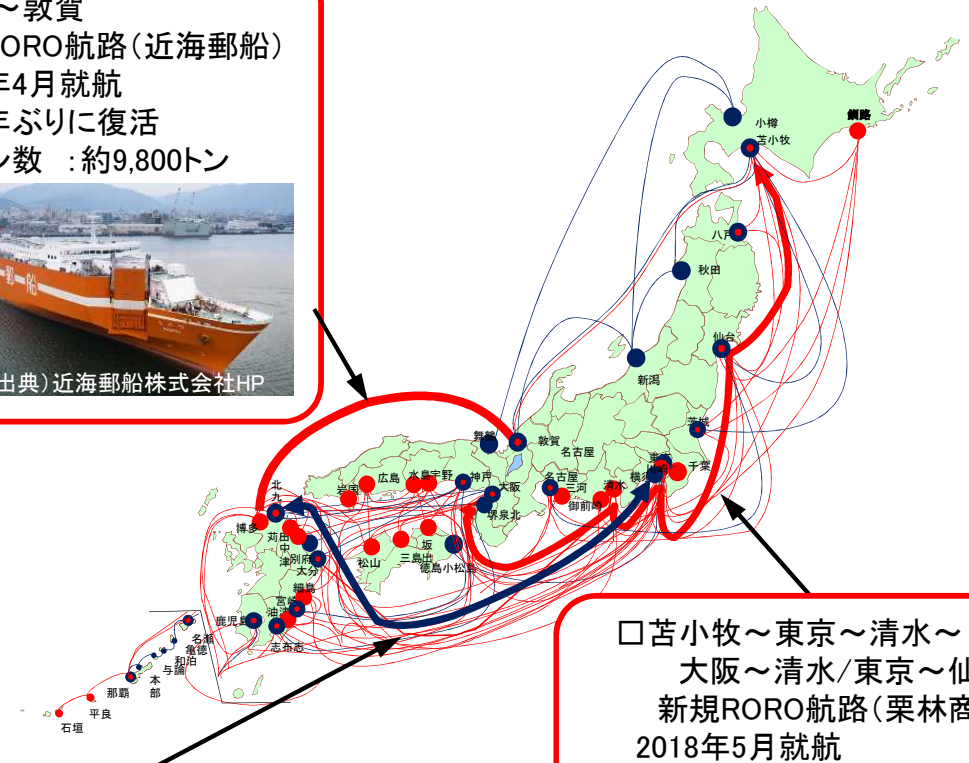 ～敦賀
ORO航路（近海郵船）
年4月就航
年ぶりに復活
ン数　：約9,800トン
出典）近海郵船株式会社HP
小樽
苫小牧
釧路
八戸
秋田
仙台
新潟
茨城
舞鶴
敦賀
名古屋
千葉
横須
名古屋
三河
清水
御前崎
神戸
大阪
堺泉北
広島
水島
宇野
岩国
北九
博多
苅田
中津
別府
大分
松山
三島
坂出
徳島小松島
細島
宮崎
油津
志布志
鹿児島
名瀬
亀徳
和泊
与論
本部
那覇
平良
石垣
□苫小牧～東京～清水～
大阪～清水/東京～仙
新規RORO航路（栗林商
2018年5月就航